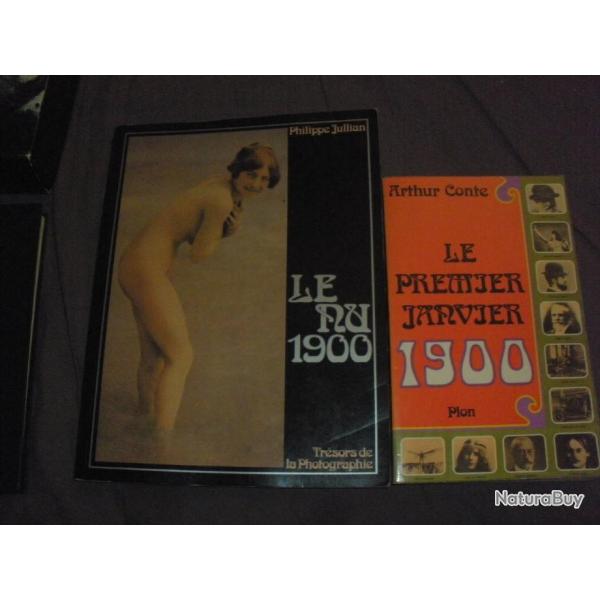 Philippe Jullian
LE
NU
1900
Trésors de
la Photographie
Arthur Conte
LE
PREMIER
JANVIER
1900
Plon
NaturaBuy